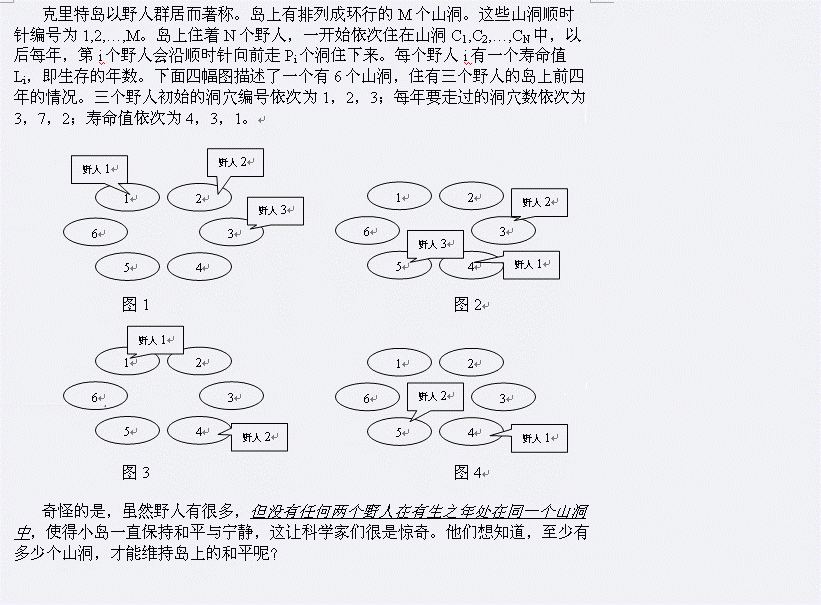 克里特岛以野人群居而著称。岛上有排列成环行的 M 个山洞。这些山洞顺时
针编号为 1,2,…,M。岛上住着 N 个野人，一开始依次住在山洞 C1,C2,…,CN 中，以
后每年，第 i 个野人会沿顺时针向前走 Pi 个洞住下来。每个野人 i 有一个寿命值
Li，即生存的年数。下面四幅图描述了一个有 6 个山洞，住有三个野人的岛上前四
年的情况。三个野人初始的洞穴编号依次为 1，2，3；每年要走过的洞穴数依次为
3，7，2；寿命值依次为 4，3，1。
野人 1
野人 2
野人 3
1
2
6
3
5
4
图 1
野人 2
野人 3
野人 1
1
2
6
3
5
4
图 2
野人 1
野人 2
1
2
6
3
5
4
图 3
野人 2
野人 1
1
2
6
3
5
4
图 4
奇怪的是，虽然野人有很多，但没有任何两个野人在有生之年处在同一个山洞
中，使得小岛一直保持和平与宁静，这让科学家们很是惊奇。他们想知道，至少有
多少个山洞，才能维持岛上的和平呢？